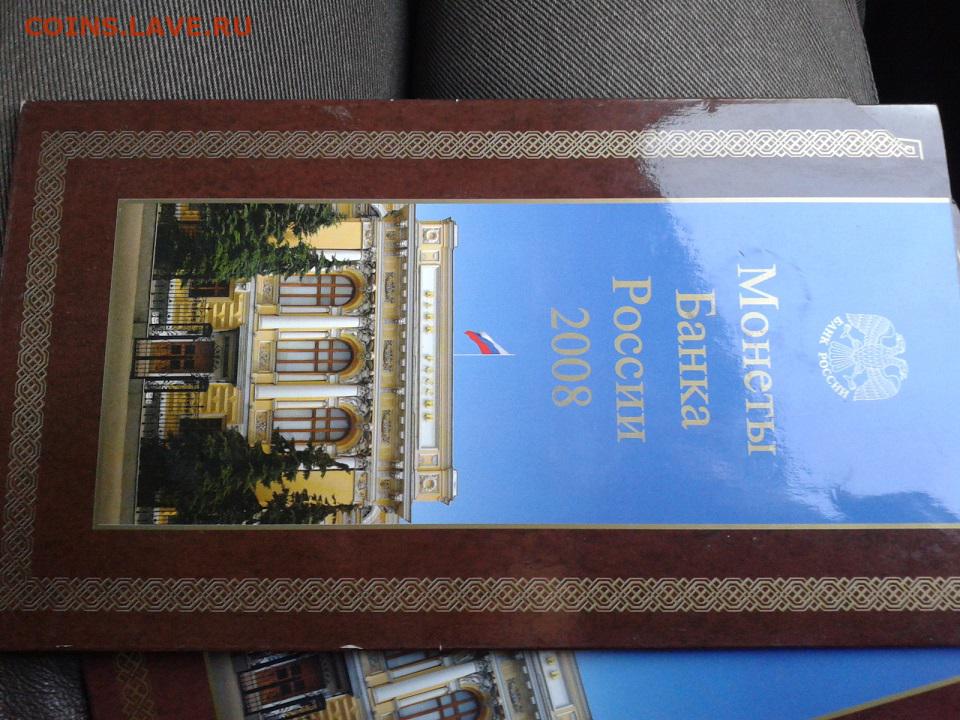 COINS.LAVE.RU
БАНК РОССИИ
Монеты
Банка
России
2008